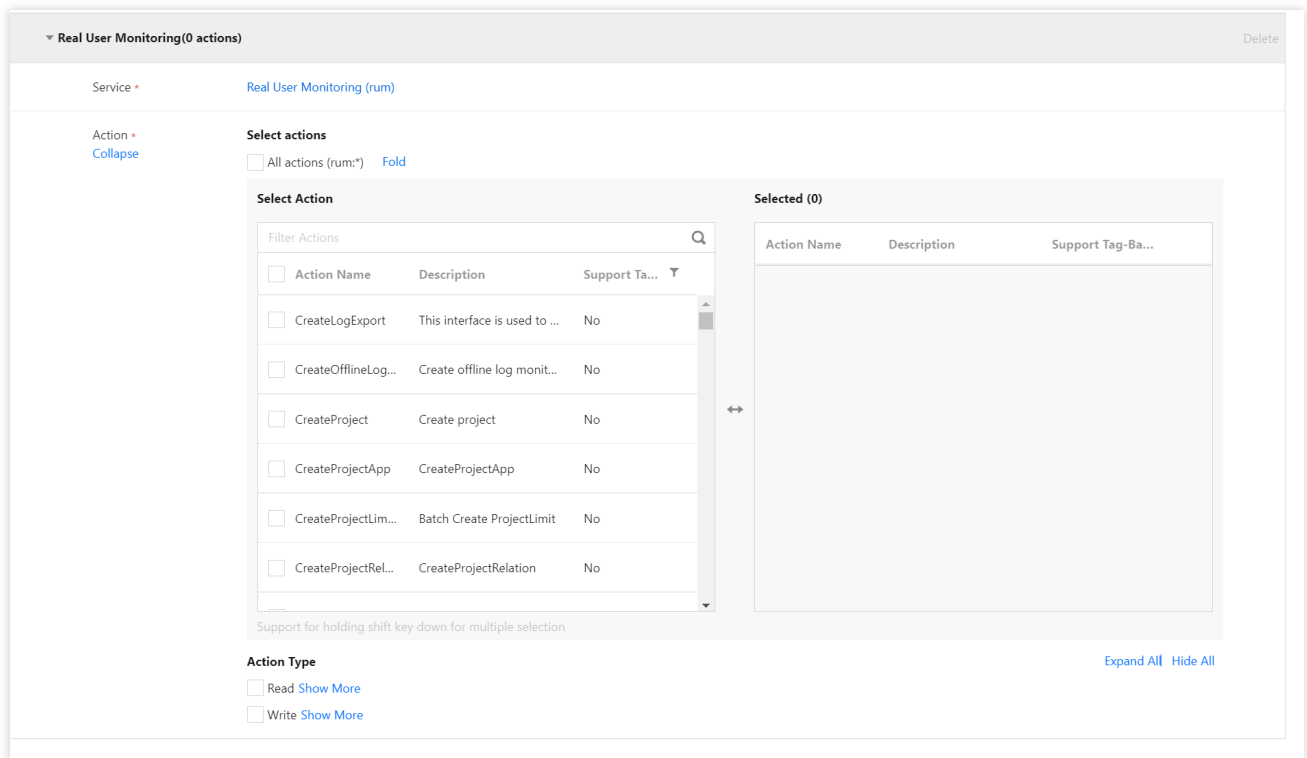 Real User Monitoring(0 actions) Delete
Service * Real User Monitoring (rum)
Action * Select actions
Collapse
All actions (rum:*) Fold
Select Action Selected (0)
Filter Actions
Action Name Description Support Tag-Ba...
Action Name Description Support Ta...
CreateLogExport This interface is used to ... No
CreateOfflineLog... Create offline log monit... No
CreateProject Create project No
CreateProjectApp CreateProjectApp No
CreateProjectLim... Batch Create ProjectLimit No
CreateProjectRel... CreateProjectRelation No
Support for holding shift key down for multiple selection
Action Type Expand All Hide All
Read Show More
Write Show More